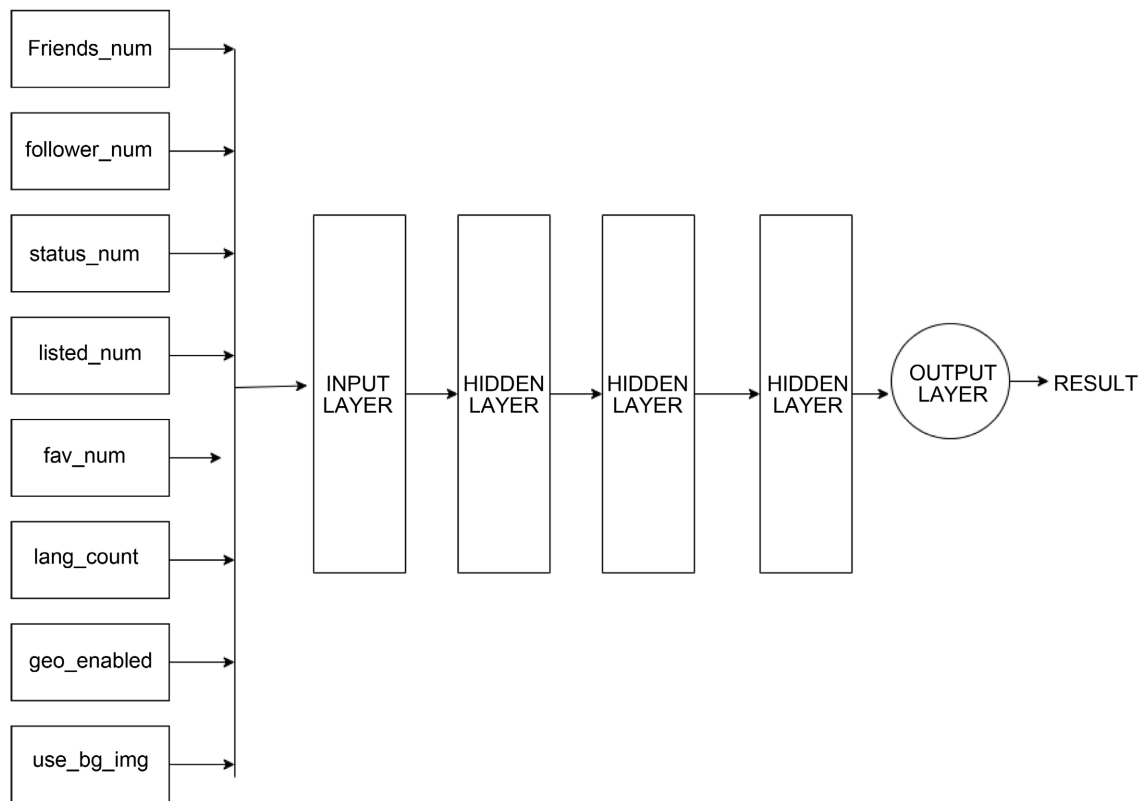 Friends_num
follower_num
status_num
listed_num
fav_num
lang_count
geo_enabled
use_bg_img
INPUT
LAYER
HIDDEN
LAYER
HIDDEN
LAYER
HIDDEN
LAYER
OUTPUT
LAYER
RESULT